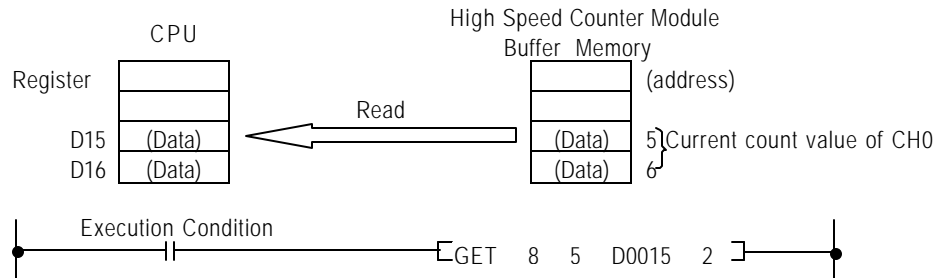 High Speed Counter Module
CPU
Buffer Memory
Register
(address)
Read
D15 (Data) (Data) 5 Current count value of CH0
D16 (Data) (Data) 6
Execution Condition
GET 8 5 D0015 2